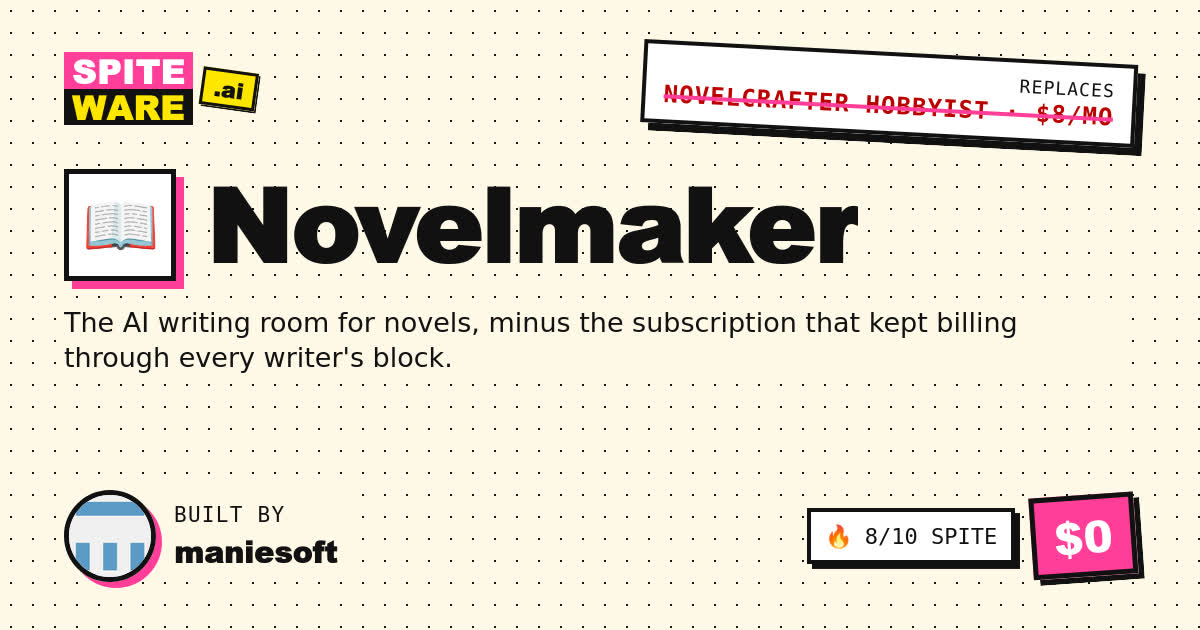 SPITE
WARE
.ai
REPLACES
NOVELCRAFTER HOBBYIST · $8/MO
Novelmaker
The AI writing room for novels, minus the subscription that kept billing
through every writer's block.
BUILT BY
maniesoft
8/10 SPITE
$0